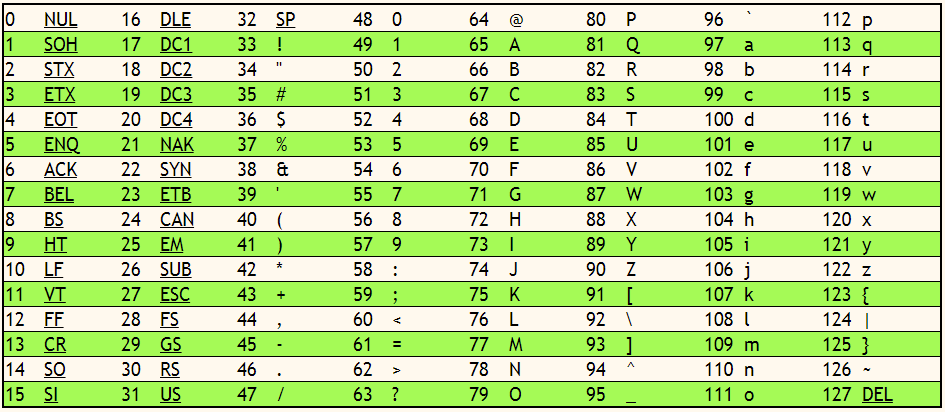 0 NUL 16 DLE 32 SP 48 0 64 @ 80 P 96 ` 112 p
1 SOH 17 DC1 33 ! 49 1 65 A 81 Q 97 a 113 q
2 STX 18 DC2 34 " 50 2 66 B 82 R 98 b 114 r
3 ETX 19 DC3 35 # 51 3 67 C 83 S 99 c 115 s
4 EOT 20 DC4 36 $ 52 4 68 D 84 T 100 d 116 t
5 ENQ 21 NAK 37 % 53 5 69 E 85 U 101 e 117 u
6 ACK 22 SYN 38 & 54 6 70 F 86 V 102 f 118 v
7 BEL 23 ETB 39 ' 55 7 71 G 87 W 103 g 119 w
8 BS 24 CAN 40 ( 56 8 72 H 88 X 104 h 120 x
9 HT 25 EM 41 ) 57 9 73 I 89 Y 105 i 121 y
10 LF 26 SUB 42 * 58 : 74 J 90 Z 106 j 122 z
11 VT 27 ESC 43 + 59 ; 75 K 91 [ 107 k 123 {
12 FF 28 FS 44 , 60 < 76 L 92 \ 108 l 124 |
13 CR 29 GS 45 - 61 = 77 M 93 ] 109 m 125 }
14 SO 30 RS 46 . 62 > 78 N 94 ^ 110 n 126 ~
15 SI 31 US 47 / 63 ? 79 O 95 _ 111 o 127 DEL